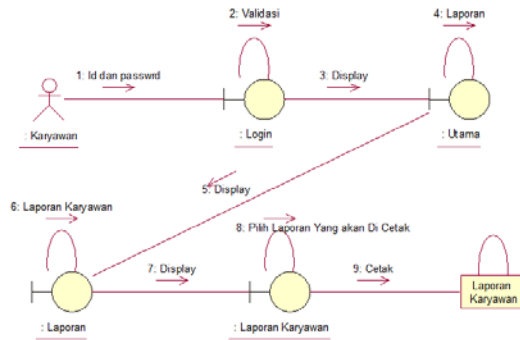 2: Validasi
4: Laporan
1: Id dan passwrd
3: Display
: Karyawan
: Login
: Utama
5: Display
6: Laporan Karyawan
8: Pilih Laporan Yang akan Di Cetak
7: Display
9: Cetak
Laporan
Karyawan
: Laporan
: Laporan Karyawan